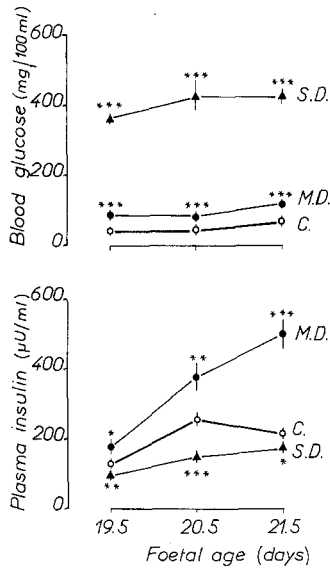 600
***
***
***
S.D.
400
Blood glucose (mg/100ml)
200
***
***
***
M.D.
C.
0
600
***
M.D.
**
400
Plasma insulin (μU/ml)
200
*
C.
S.D.
**
***
*
0
19.5 20.5 21.5
Foetal age (days)